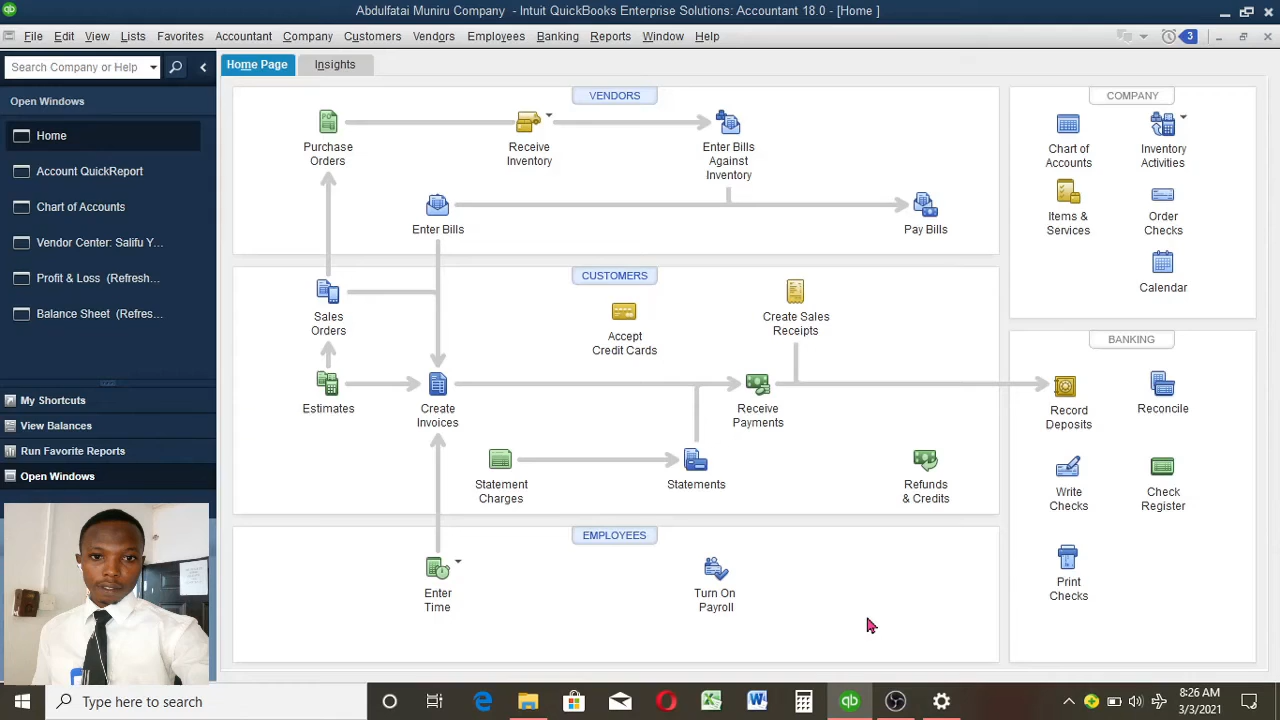 Abdulfatai Muniru Company - Intuit QuickBooks Enterprise Solutions: Accountant 18.0 - [Home ]
File Edit View Lists Favorites Accountant Company Customers Vendors Employees Banking Reports Window Help
3
Search Company or Help
Home Page
Insights
Open Windows
Home
Account QuickReport
Chart of Accounts
Vendor Center: Salifu Y...
Profit & Loss (Refresh...
Balance Sheet (Refres...
My Shortcuts
View Balances
Run Favorite Reports
Open Windows
VENDORS
Purchase
Orders
Receive
Inventory
Enter Bills
Against
Inventory
Enter Bills
Pay Bills
CUSTOMERS
Sales
Orders
Accept
Credit Cards
Create Sales
Receipts
Estimates
Create
Invoices
Receive
Payments
Statement
Charges
Statements
Refunds
& Credits
EMPLOYEES
Enter
Time
Turn On
Payroll
COMPANY
Chart of
Accounts
Inventory
Activities
Items &
Services
Order
Checks
Calendar
BANKING
Record
Deposits
Reconcile
Write
Checks
Check
Register
Print
Checks
Type here to search
8:26 AM
3/3/2021